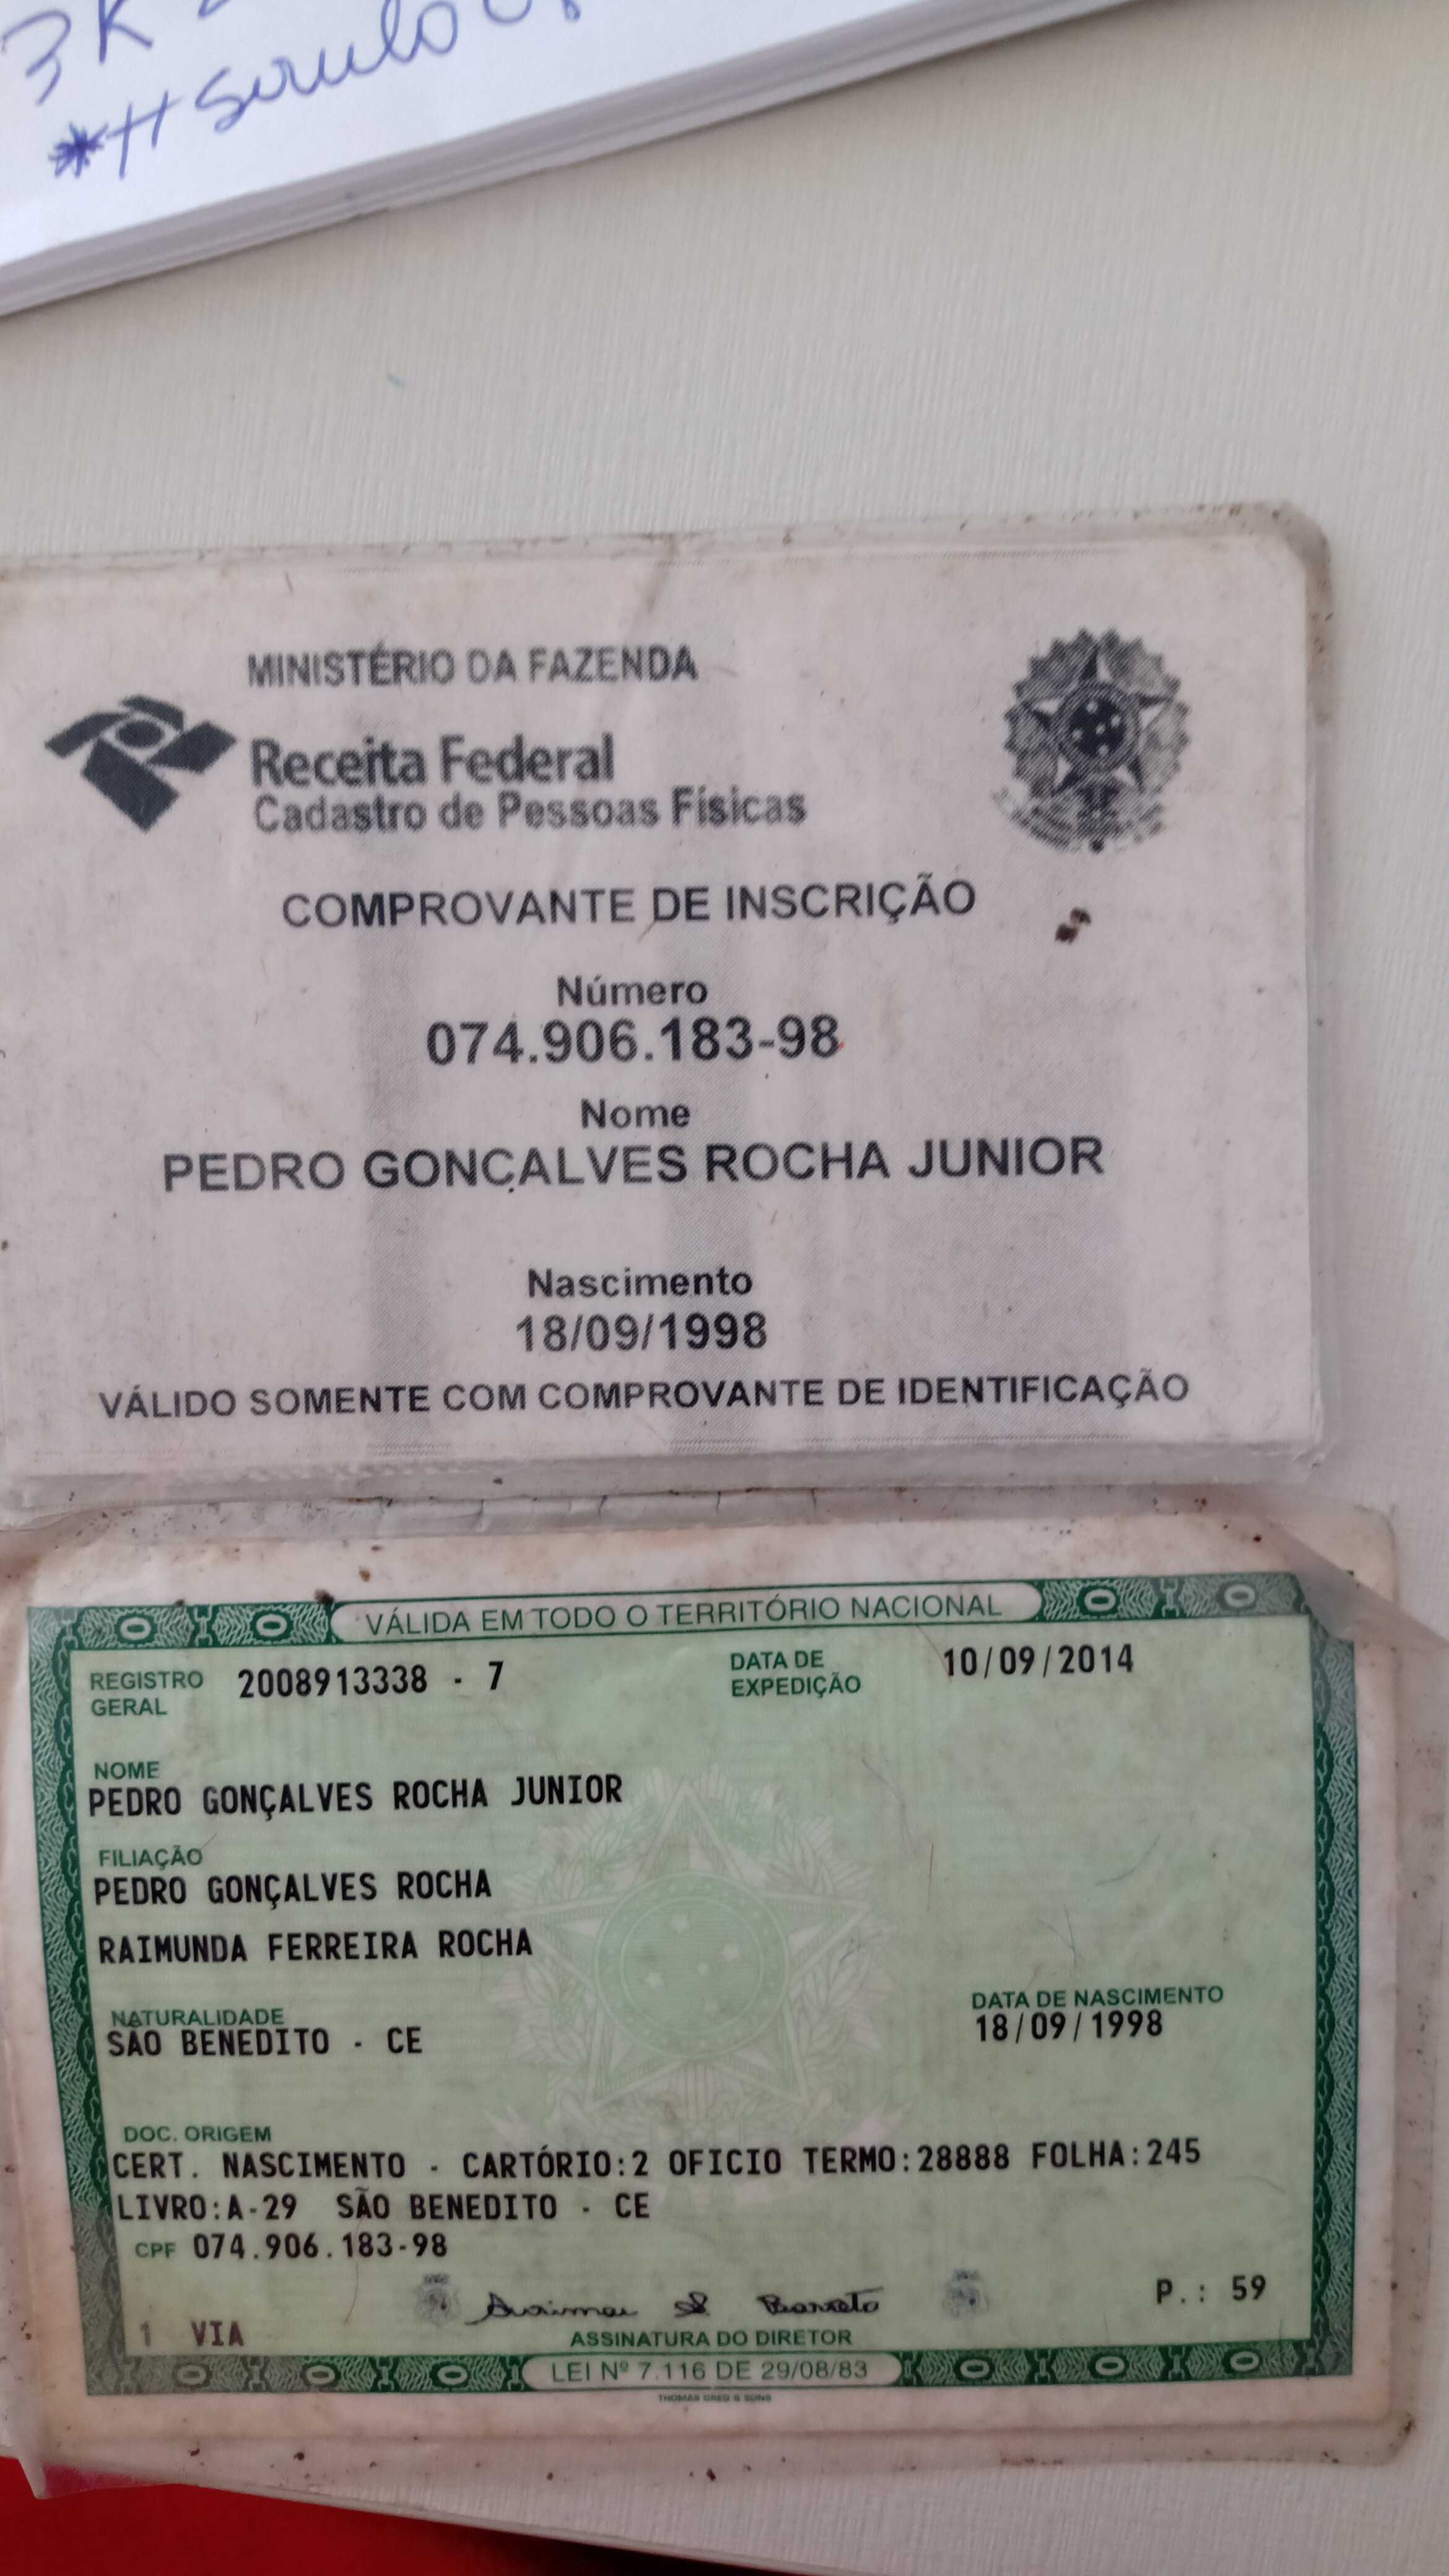 3K
MINISTÉRIO DA FAZENDA
Receita Federal
Cadastro de Pessoas Físicas
COMPROVANTE DE INSCRIÇÃO
Número
074.906.183-98
Nome
PEDRO GONÇALVES ROCHA JUNIOR
Nascimento
18/09/1998
VÁLIDO SOMENTE COM COMPROVANTE DE IDENTIFICAÇÃO
VÁLIDA EM TODO O TERRITÓRIO NACIONAL
REGISTRO GERAL 2008913338 - 7 DATA DE EXPEDIÇÃO 10/09/2014
NOME
PEDRO GONÇALVES ROCHA JUNIOR
FILIAÇÃO
PEDRO GONÇALVES ROCHA
RAIMUNDA FERREIRA ROCHA
NATURALIDADE DATA DE NASCIMENTO
SÃO BENEDITO - CE 18/09/1998
DOC. ORIGEM
CERT. NASCIMENTO - CARTÓRIO:2 OFICIO TERMO:28888 FOLHA:245
LIVRO:A-29 SÃO BENEDITO - CE
CPF 074.906.183-98
P.: 59
1 VIA
ASSINATURA DO DIRETOR
LEI Nº 7.116 DE 29/08/83
THOMAS GREG & SONS